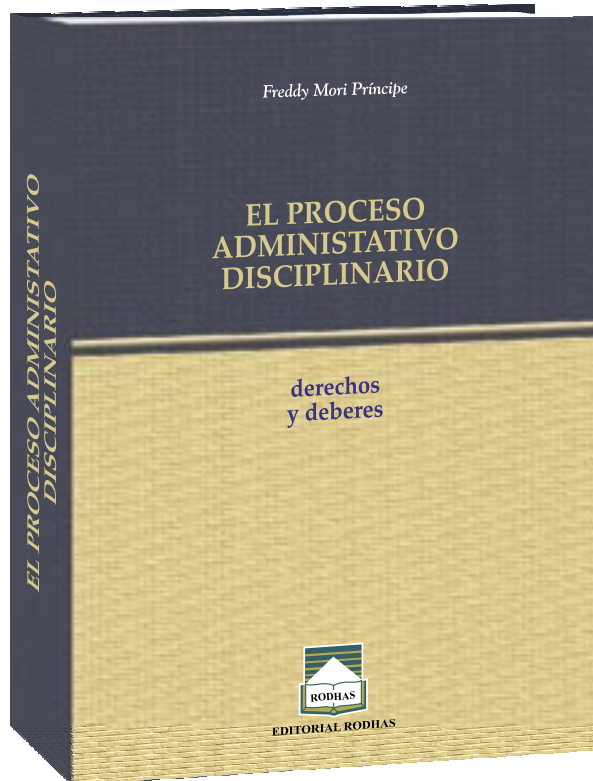 Freddy Mori Príncipe
EL PROCESO
ADMINISTATIVO
DISCIPLINARIO
derechos
y deberes
RODHAS
EDITORIAL RODHAS
EL PROCESO ADMINISTATIVO
DISCIPLINARIO